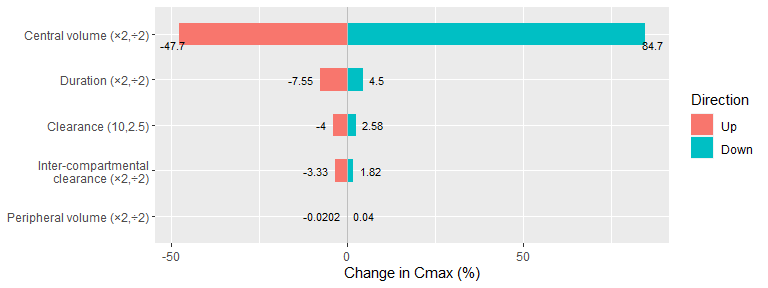 Central volume (×2,÷2)
-47.7
84.7
Duration (×2,÷2)
-7.55
4.5
Clearance (10,2.5)
-4
2.58
Inter-compartmental
clearance (×2,÷2)
-3.33
1.82
Peripheral volume (×2,÷2)
-0.0202
0.04
-50
0
50
Change in Cmax (%)
Direction
Up
Down